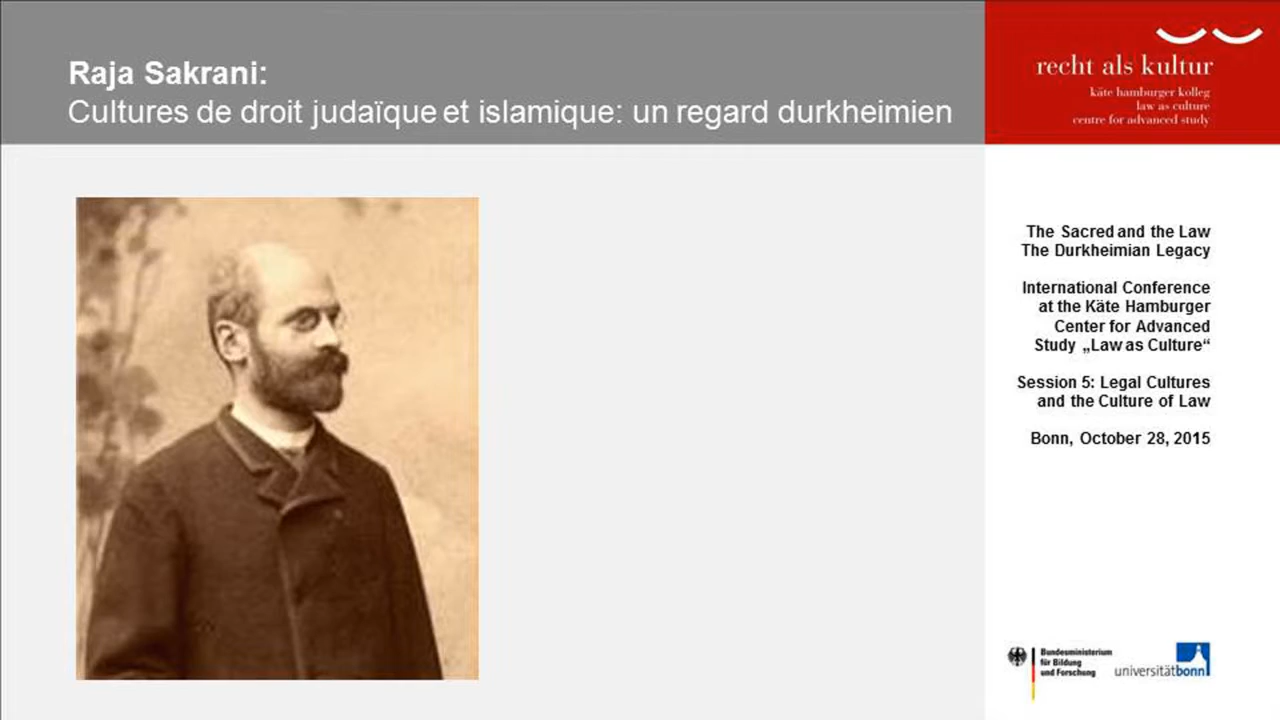 Raja Sakrani:
Cultures de droit judaïque et islamique: un regard durkheimien
recht als kultur
käte hamburger kolleg
law as culture
centre for advanced study
The Sacred and the Law
The Durkheimian Legacy
International Conference
at the Käte Hamburger
Center for Advanced
Study „Law as Culture“
Session 5: Legal Cultures
and the Culture of Law
Bonn, October 28, 2015
Bundesministerium
für Bildung
und Forschung
universitätbonn